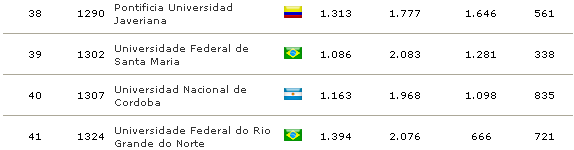 38 1290 Pontificia Universidad 1.313 1.777 1.646 561
Javeriana
39 1302 Universidade Federal de 1.086 2.083 1.281 338
Santa Maria
40 1307 Universidad Nacional de 1.163 1.968 1.098 835
Cordoba
41 1324 Universidade Federal do Rio 1.394 2.076 666 721
Grande do Norte